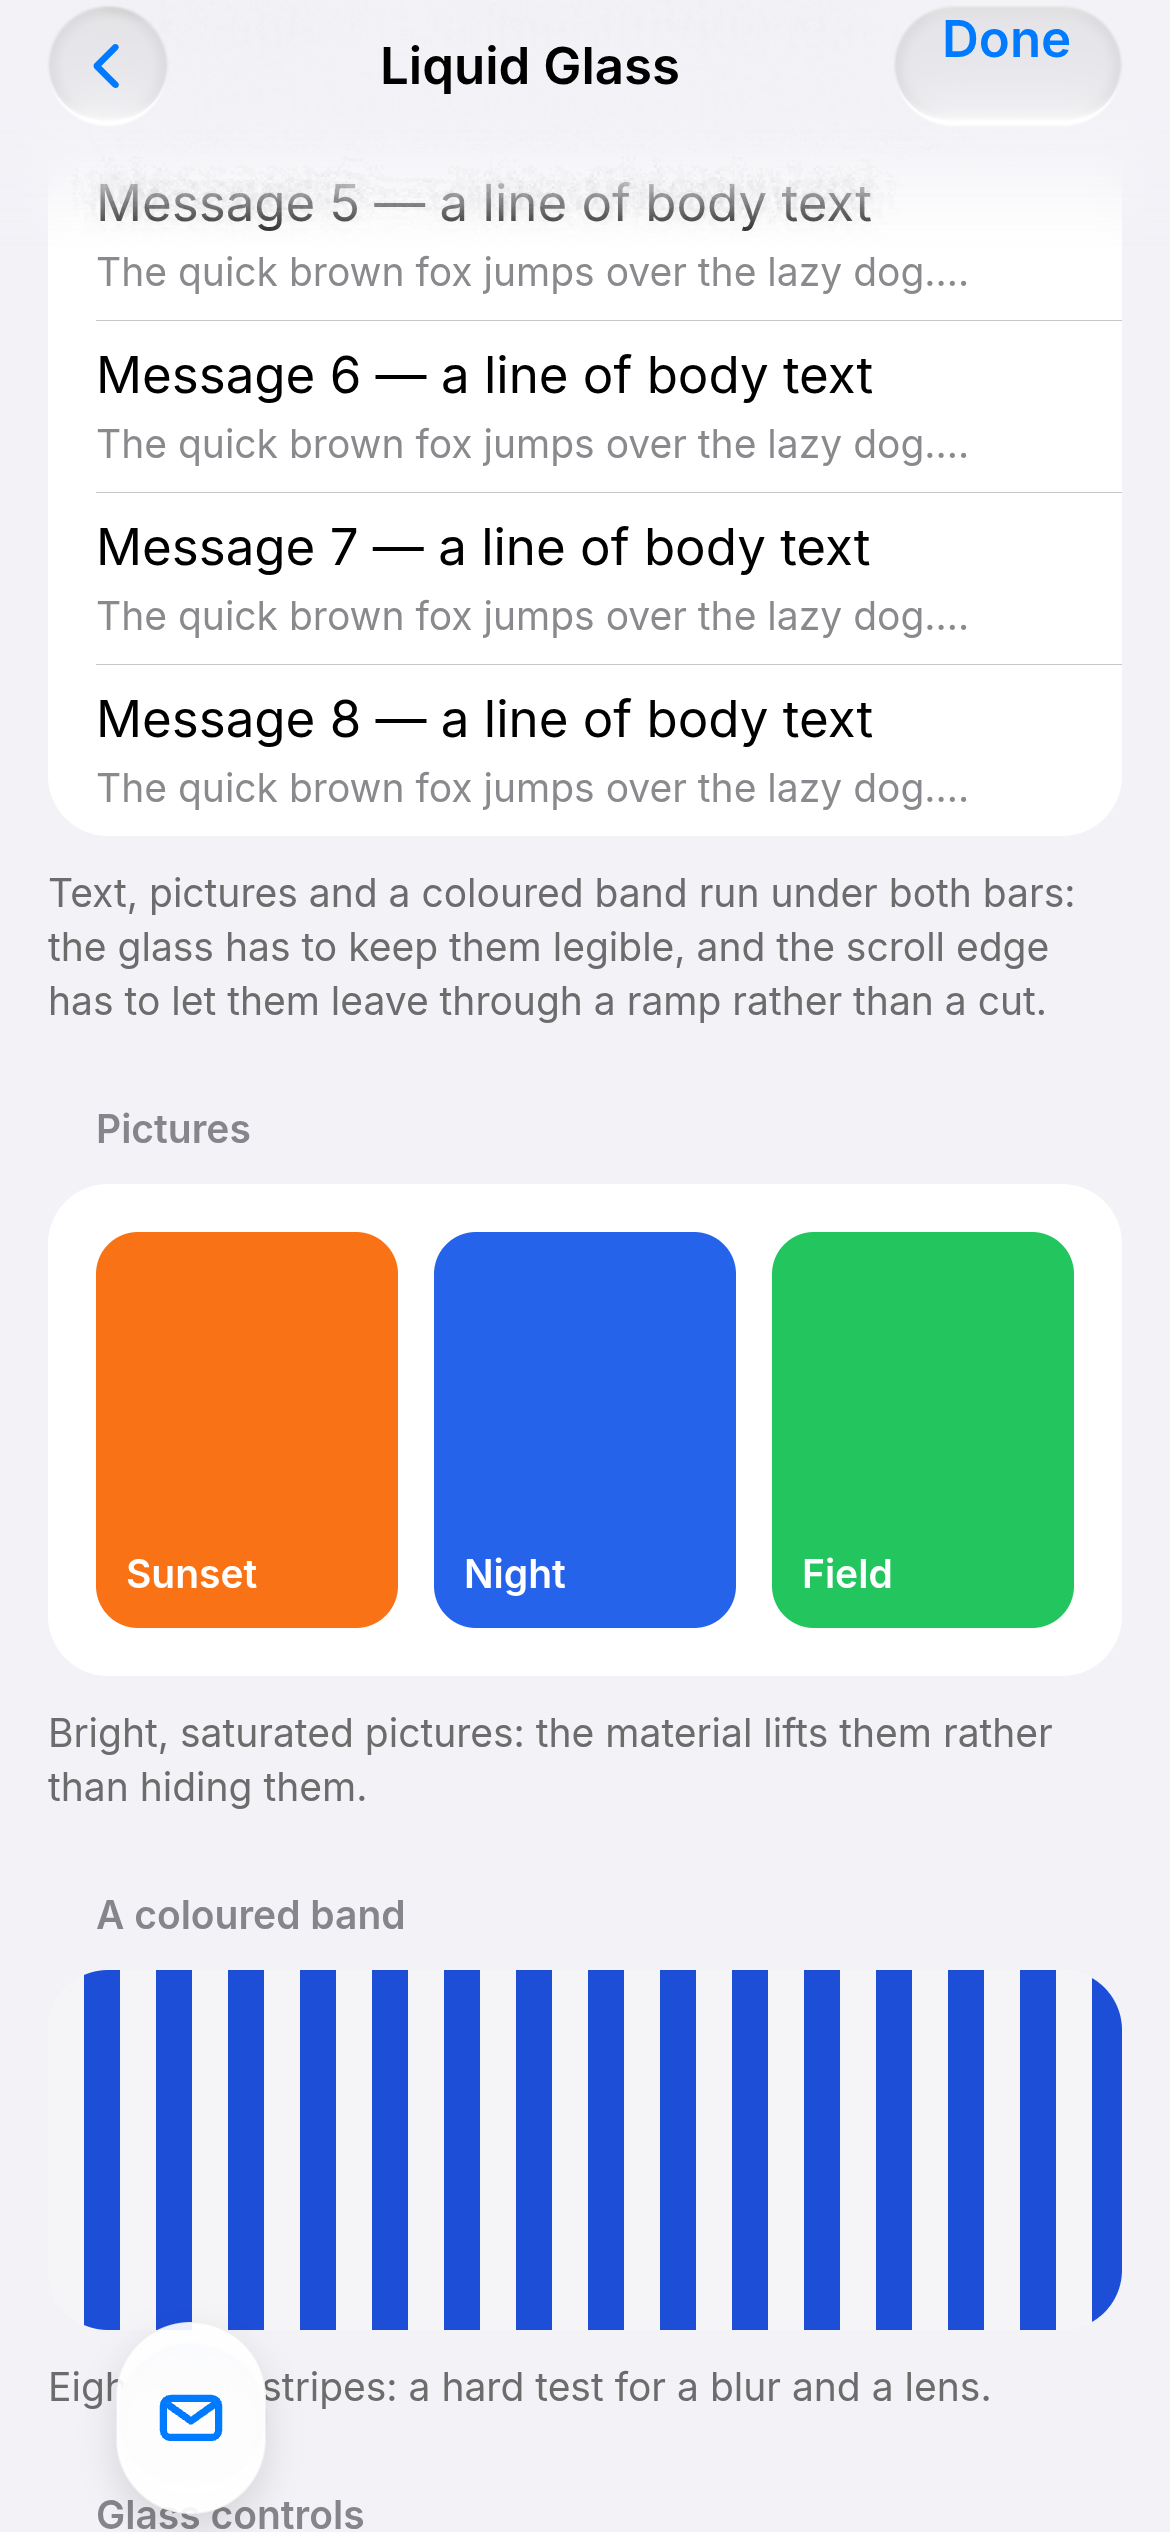 Liquid Glass
Done
Message 5 — a line of body text
The quick brown fox jumps over the lazy dog....
Message 6 — a line of body text
The quick brown fox jumps over the lazy dog....
Message 7 — a line of body text
The quick brown fox jumps over the lazy dog....
Message 8 — a line of body text
The quick brown fox jumps over the lazy dog....
Text, pictures and a coloured band run under both bars:
the glass has to keep them legible, and the scroll edge
has to let them leave through a ramp rather than a cut.
Pictures
Sunset
Night
Field
Bright, saturated pictures: the material lifts them rather
than hiding them.
A coloured band
stripes: a hard test for a blur and a lens.
Glass controls